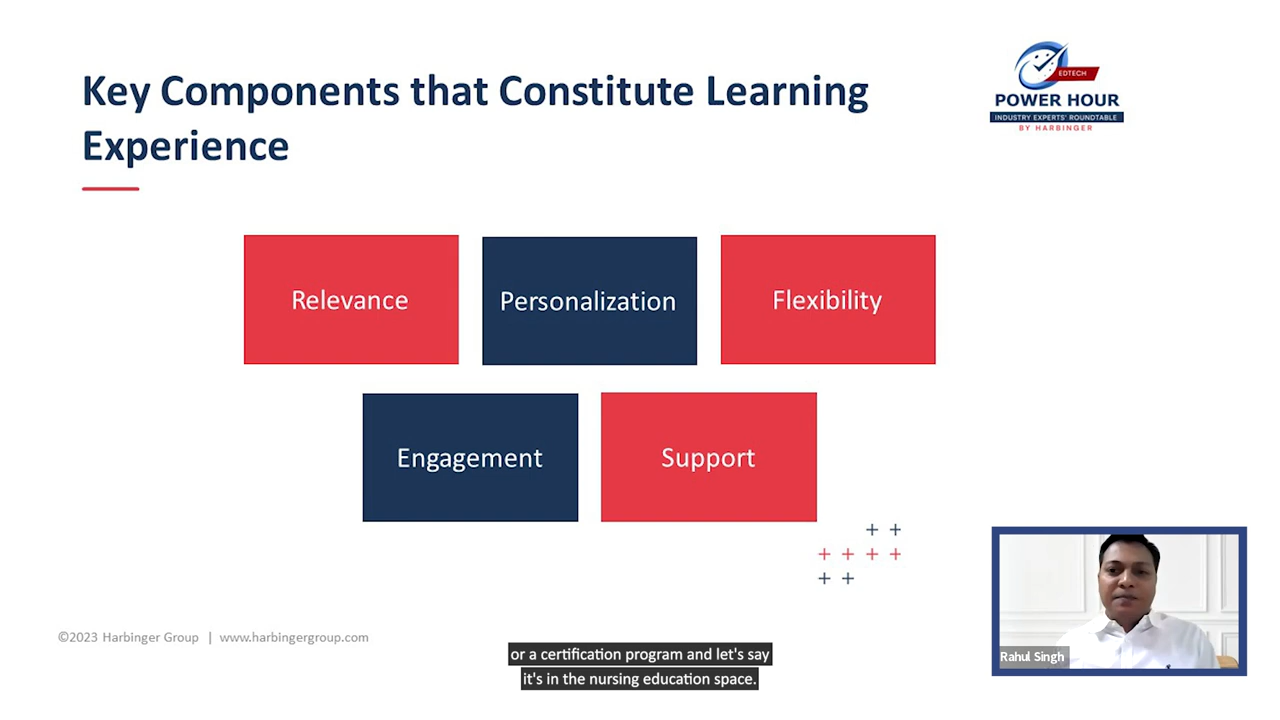 Key Components that Constitute Learning
Experience
EDTECH
POWER HOUR
INDUSTRY EXPERTS' ROUNDTABLE
BY HARBINGER
Relevance
Personalization
Flexibility
Engagement
Support
©2023 Harbinger Group | www.harbingergroup.com
or a certification program and let's say
it's in the nursing education space.
Rahul Singh